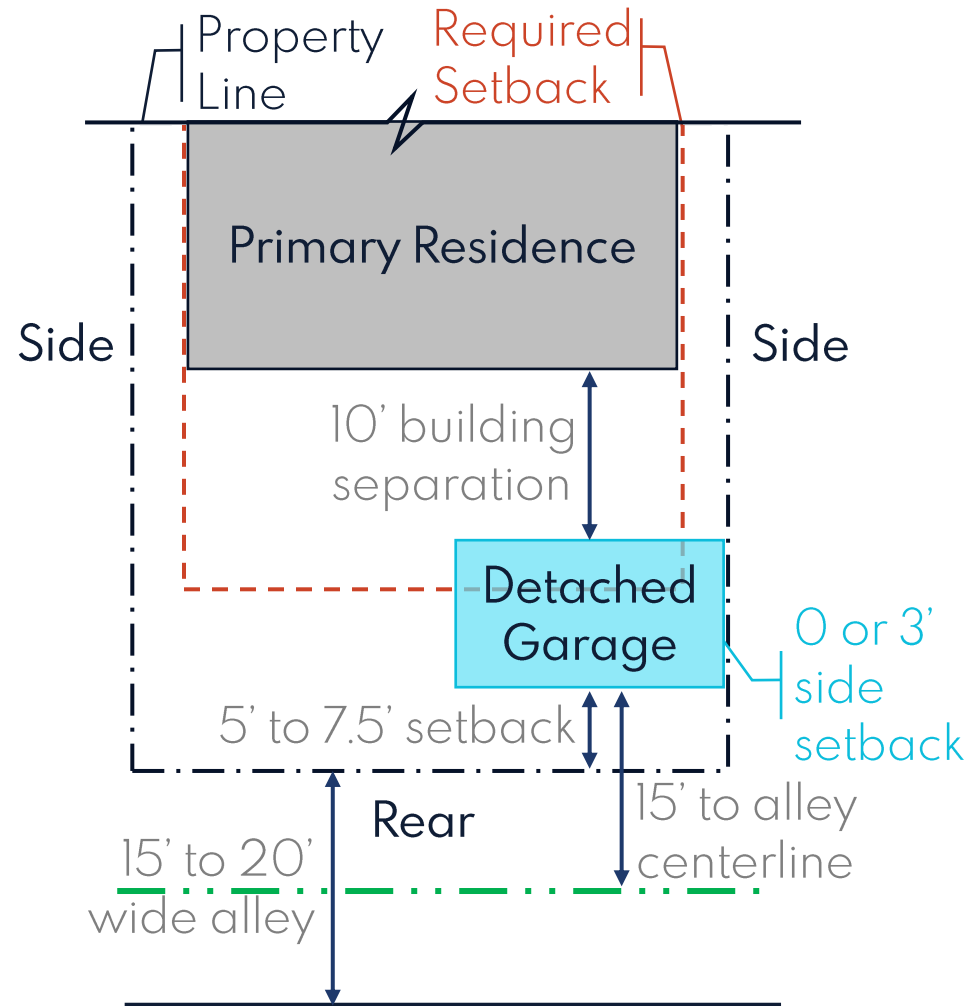 Property
Line
Required
Setback
Primary Residence
Side
Side
10’ building
separation
Detached
Garage
0 or 3’
side
setback
5’ to 7.5’ setback
Rear
15’ to alley
centerline
15’ to 20’
wide alley